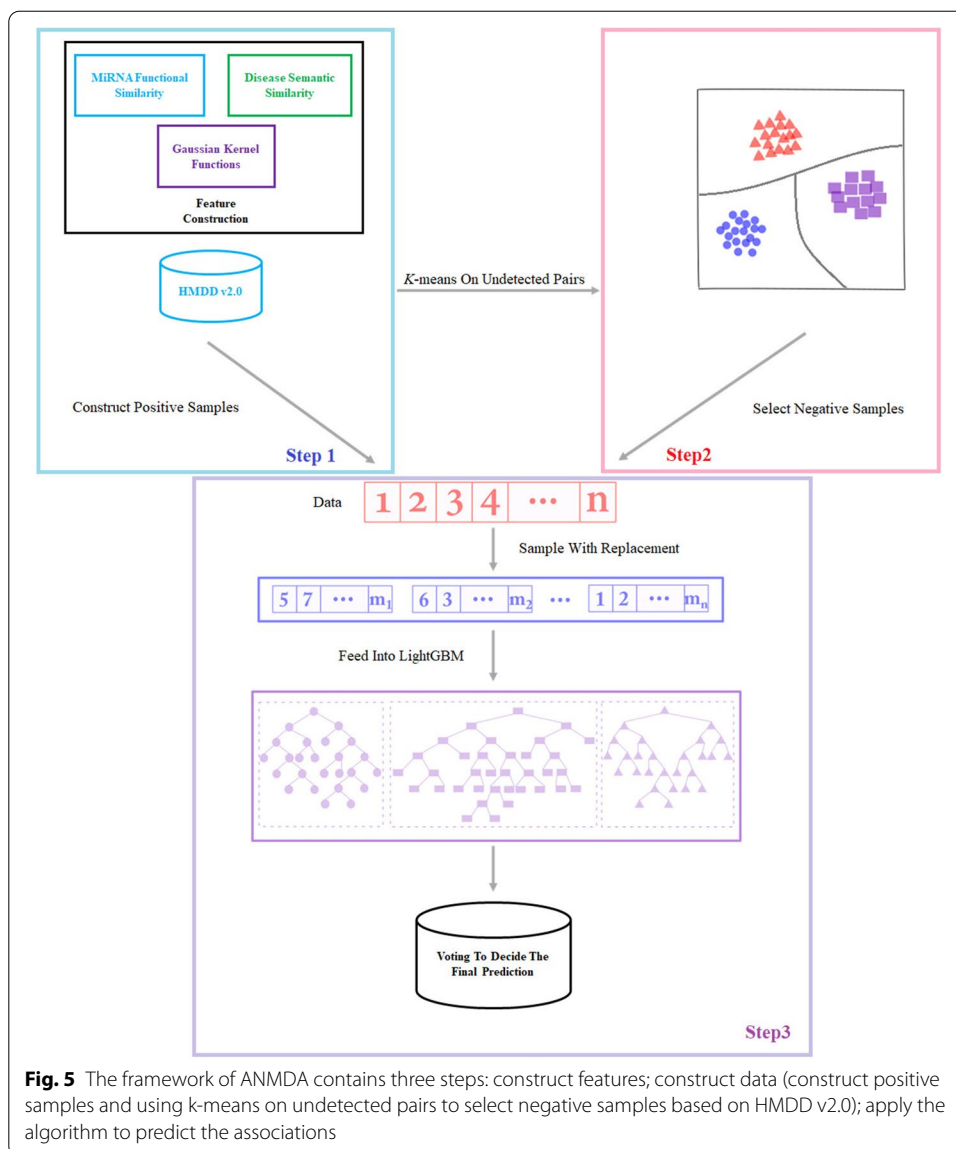 MiRNA Functional
Similarity
Disease Semantic
Similarity
Gaussian Kernel
Functions
Feature
Construction
HMDD v2.0
K-means On Undetected Pairs
Construct Positive Samples
Select Negative Samples
Step 1
Step2
Data
1 2 3 4 ... n
Sample With Replacement
5 7 ... m1 6 3 ... m2 ... 1 2 ... mn
Feed Into LightGBM
Voting To Decide The
Final Prediction
Step3
Fig. 5 The framework of ANMDA contains three steps: construct features; construct data (construct positive
samples and using k-means on undetected pairs to select negative samples based on HMDD v2.0); apply the
algorithm to predict the associations